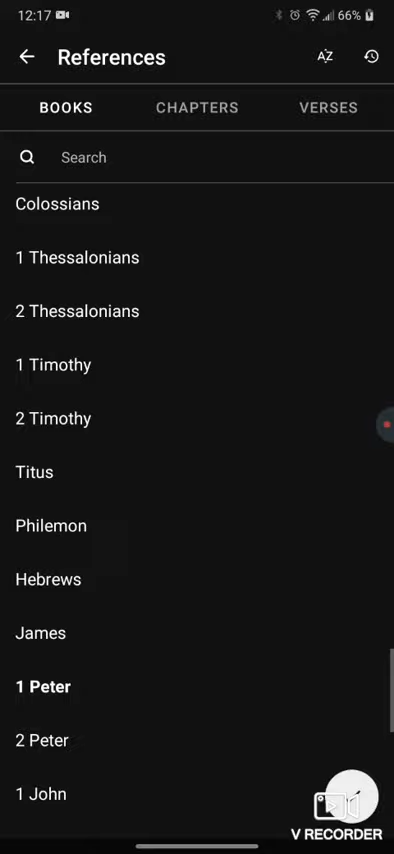 12:17
66%
References
AZ
BOOKS
CHAPTERS
VERSES
Search
Colossians
1 Thessalonians
2 Thessalonians
1 Timothy
2 Timothy
Titus
Philemon
Hebrews
James
1 Peter
2 Peter
1 John
V RECORDER